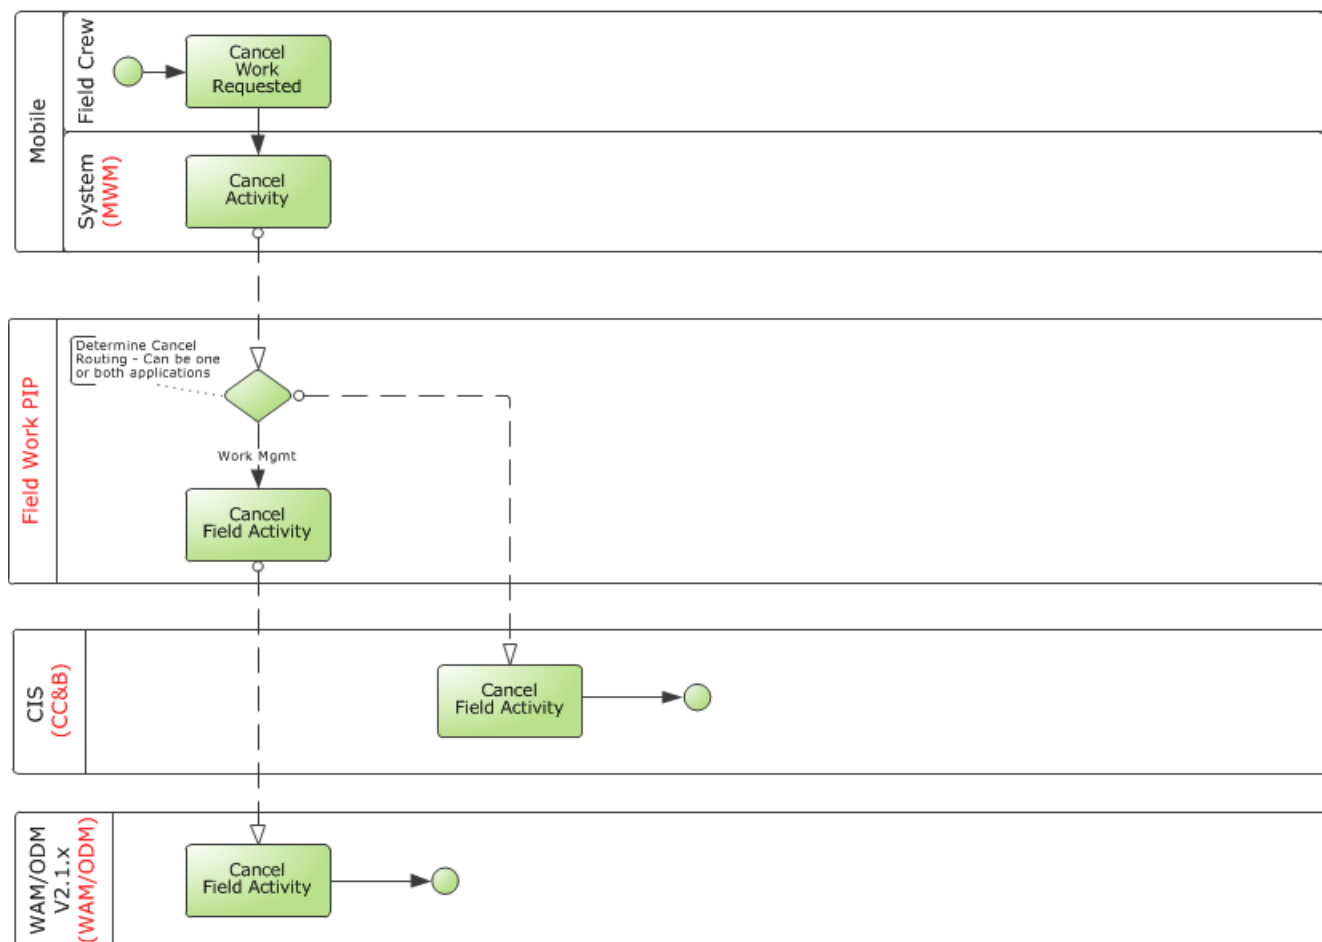 Mobile
Field Crew
Cancel
Work
Requested
System
(MWM)
Cancel
Activity
Field Work PIP
Determine Cancel
Routing - Can be one
or both applications
Work Mgmt
Cancel
Field Activity
CIS
(CC&B)
Cancel
Field Activity
WAM/ODM
V2.1.x
(WAM/ODM)
Cancel
Field Activity